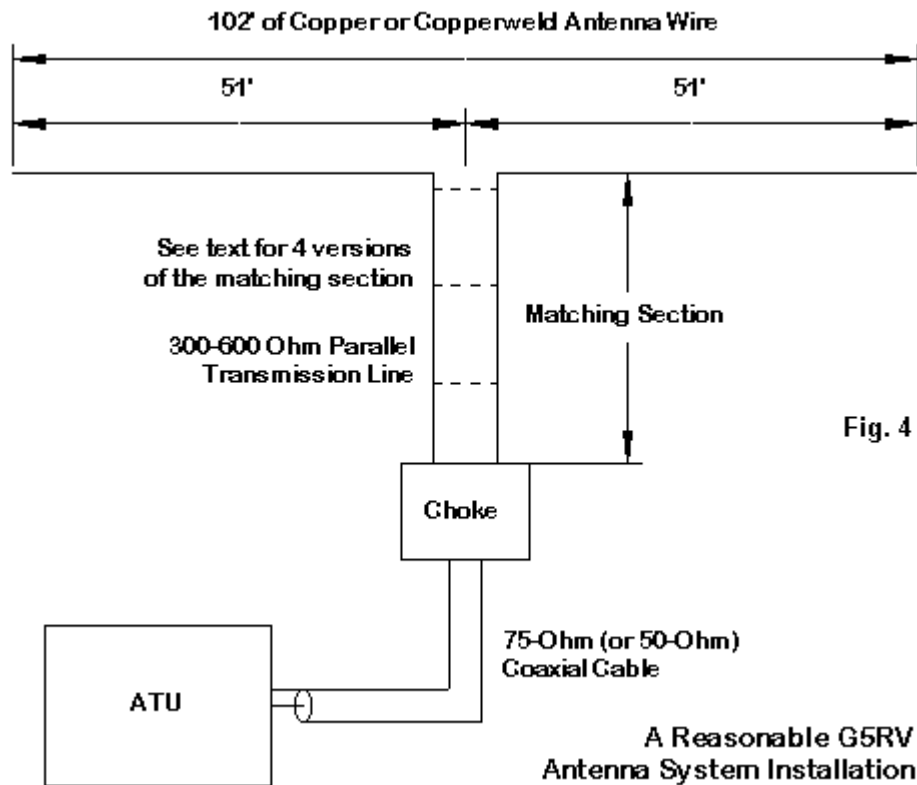 102' of Copper or Copperweld Antenna Wire
51'
51'
See text for 4 versions
of the matching section
Matching Section
300-600 Ohm Parallel
Transmission Line
Fig. 4
Choke
75-Ohm (or 50-Ohm)
Coaxial Cable
ATU
A Reasonable G5RV
Antenna System Installation